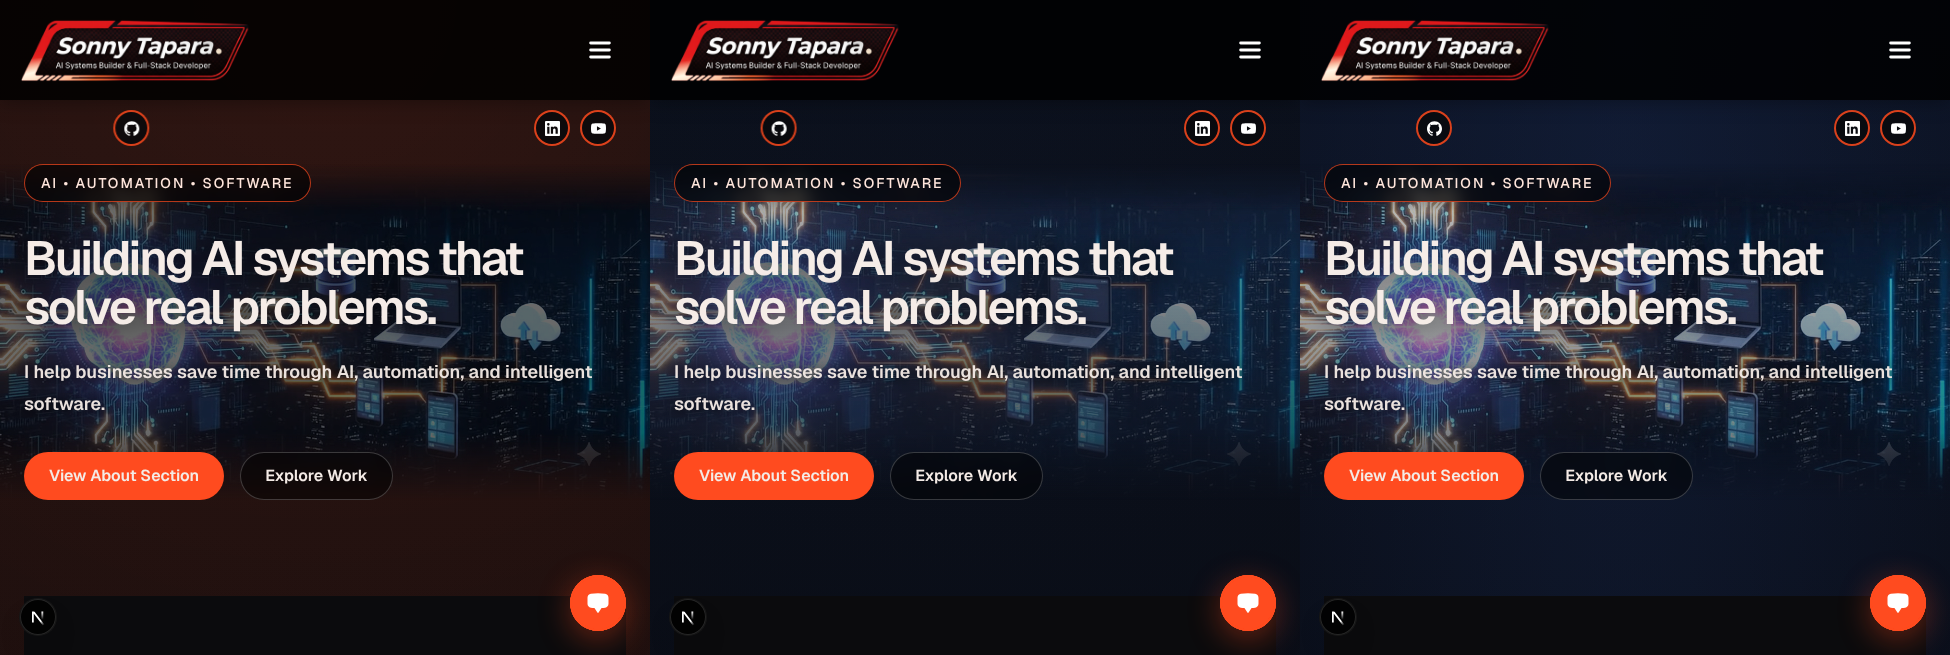 Sonny Tapara.
AI Systems Builder & Full-Stack Developer
AI • AUTOMATION • SOFTWARE
Building AI systems that
solve real problems.
I help businesses save time through AI, automation, and intelligent
software.
View About Section
Explore Work
N
Sonny Tapara.
AI Systems Builder & Full-Stack Developer
AI • AUTOMATION • SOFTWARE
Building AI systems that
solve real problems.
I help businesses save time through AI, automation, and intelligent
software.
View About Section
Explore Work
N
Sonny Tapara.
AI Systems Builder & Full-Stack Developer
AI • AUTOMATION • SOFTWARE
Building AI systems that
solve real problems.
I help businesses save time through AI, automation, and intelligent
software.
View About Section
Explore Work
N